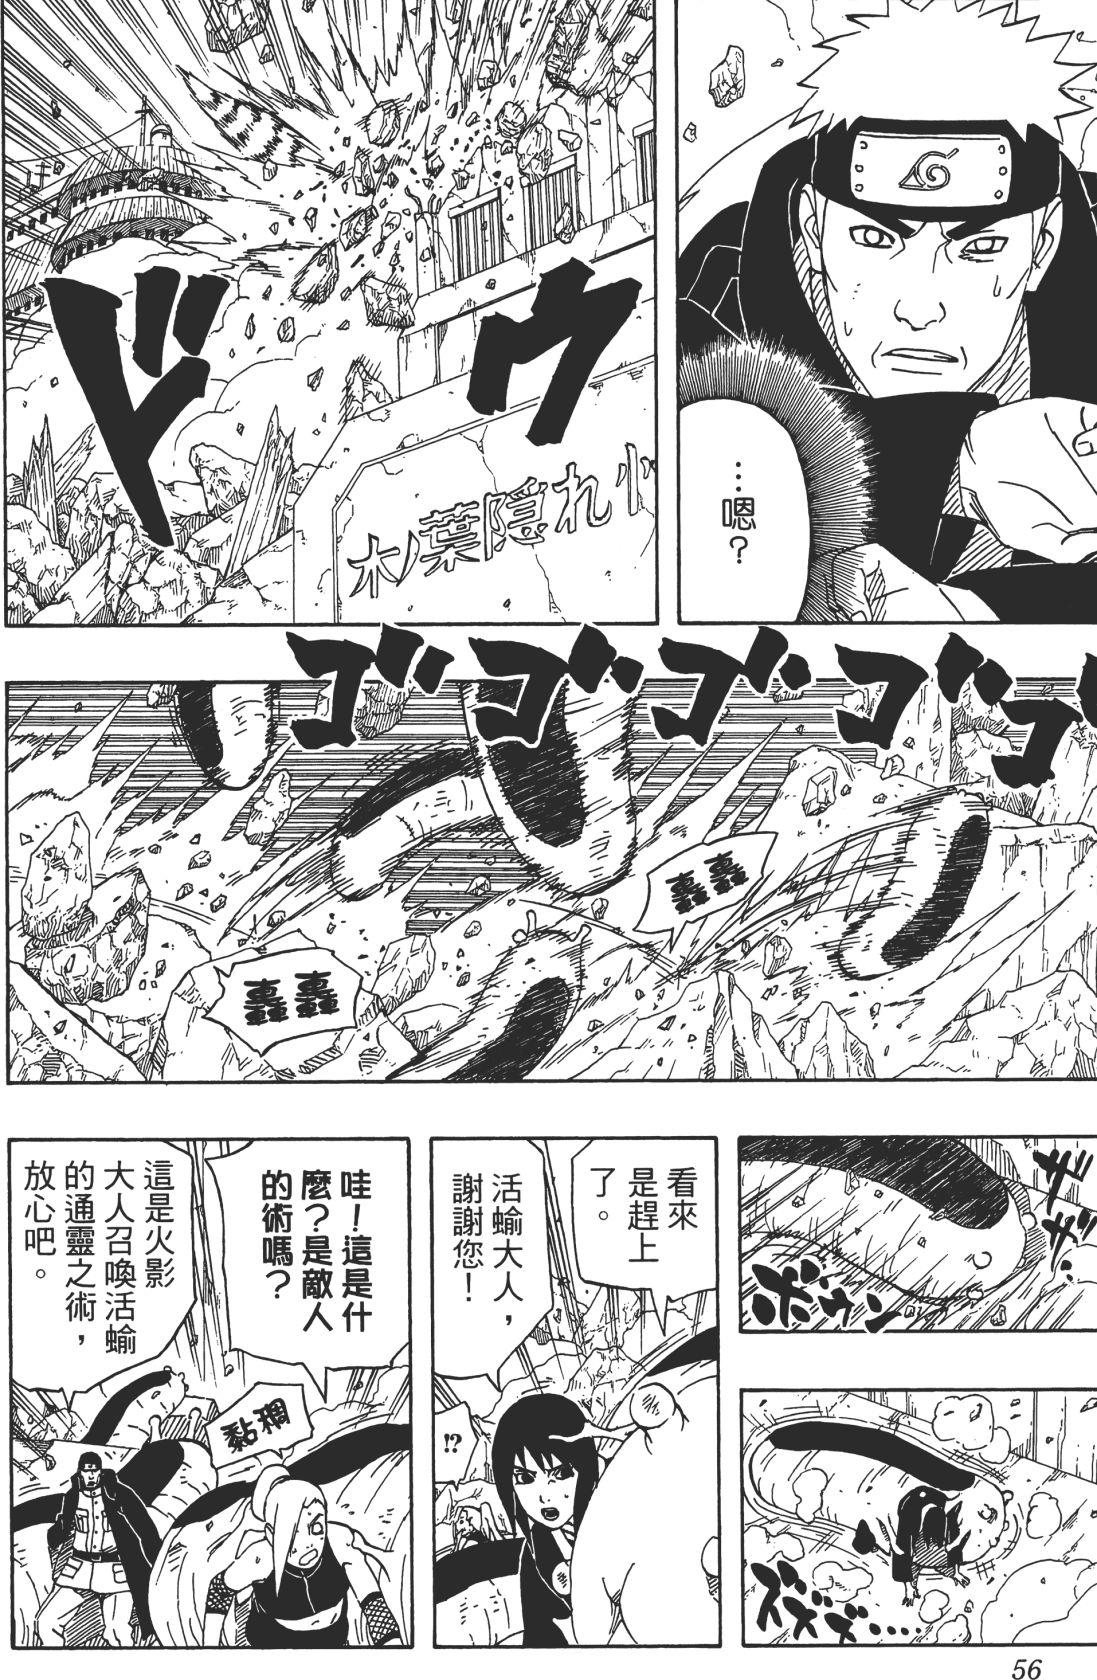 …嗯？
ドッ
木ノ葉隠れ
ゴゴゴゴゴ
轟轟
轟轟
ボウゥン
ズズズ……
看來
是趕上
了。
活蝓大人，
謝謝您！
!?
哇！這是什
麼？是敵人
的術嗎？
黏稠
這是火影
大人召喚活蝓
的通靈之術，
放心吧。
56